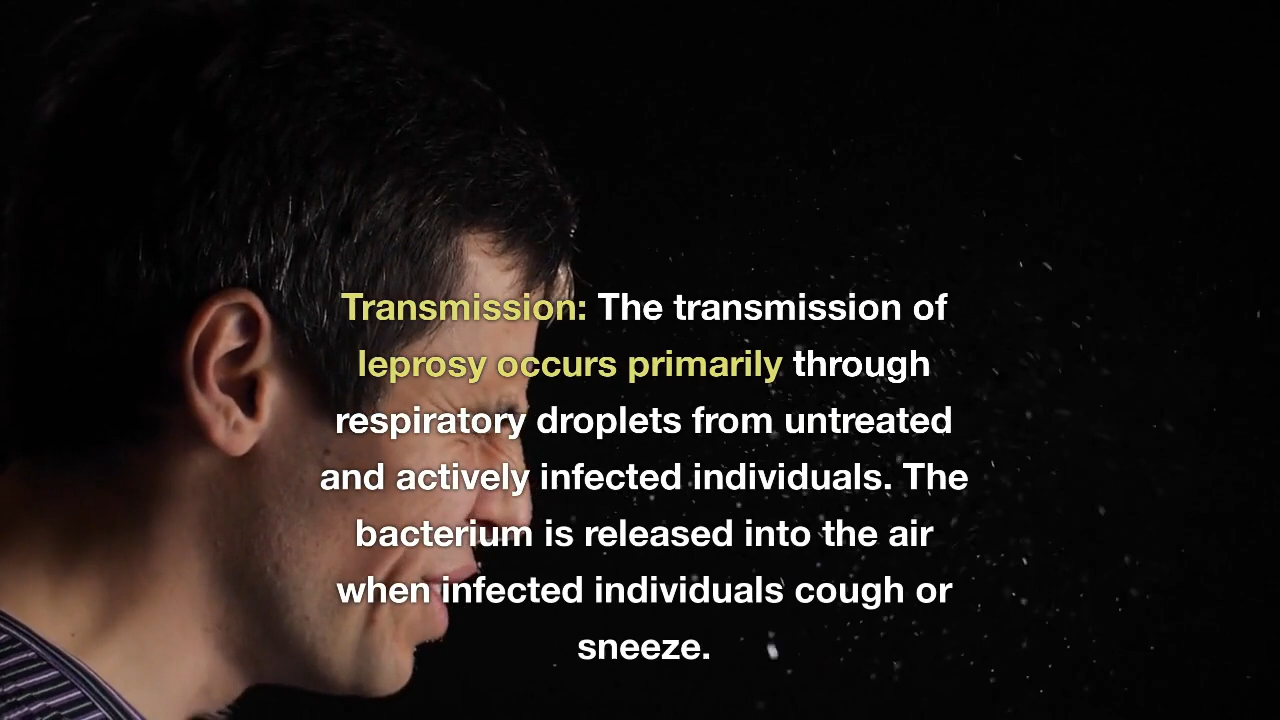 Transmission: The transmission of
leprosy occurs primarily through
respiratory droplets from untreated
and actively infected individuals. The
bacterium is released into the air
when infected individuals cough or
sneeze.